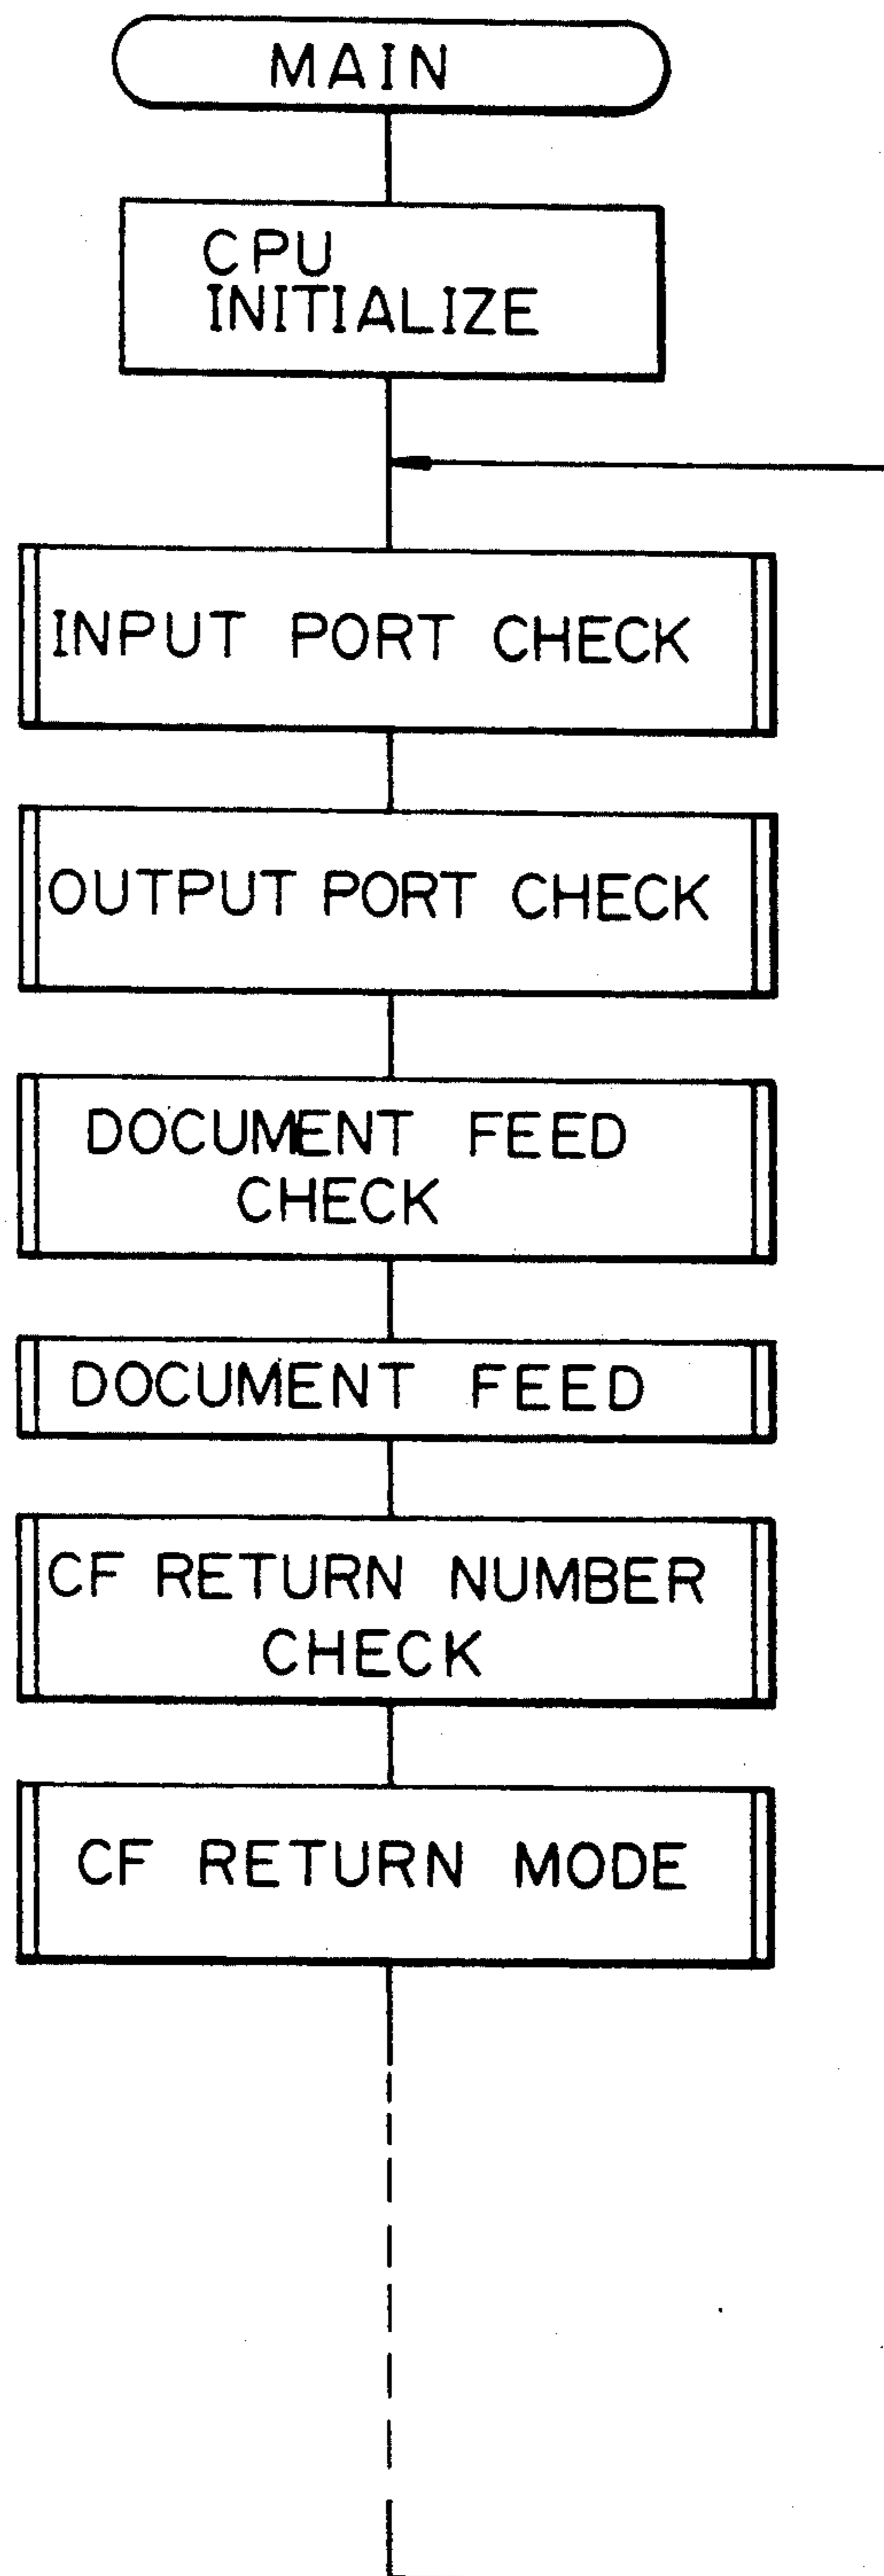 MAIN
CPU
INITIALIZE
INPUT PORT CHECK
OUTPUT PORT CHECK
DOCUMENT FEED
CHECK
DOCUMENT FEED
CF RETURN NUMBER
CHECK
CF RETURN MODE